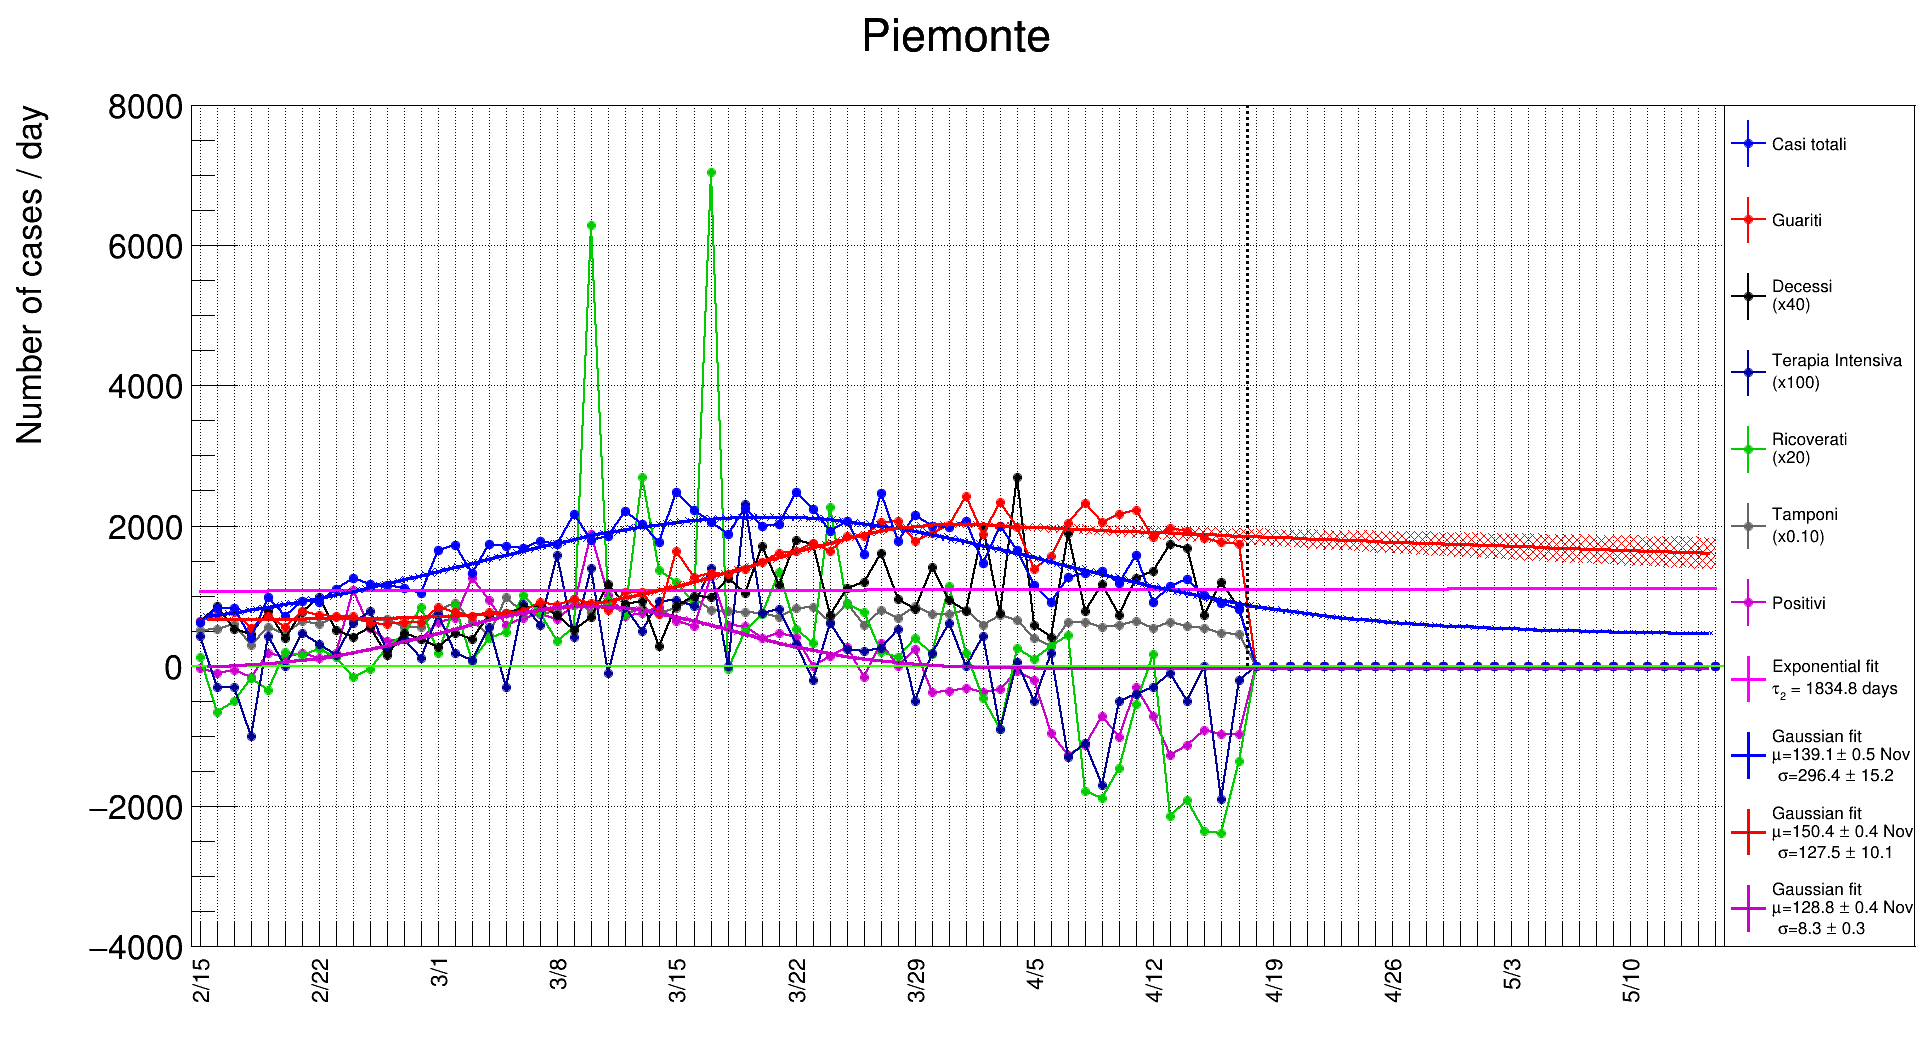 Piemonte
Number of cases / day
8000
6000
4000
2000
0
−2000
−4000
2/15
2/22
3/1
3/8
3/15
3/22
3/29
4/5
4/12
4/19
4/26
5/3
5/10
Casi totali
Guariti
Decessi
(x40)
Terapia Intensiva
(x100)
Ricoverati
(x20)
Tamponi
(x0.10)
Positivi
Exponential fit
τ2 = 1834.8 days
Gaussian fit
μ=139.1 ± 0.5 Nov
σ=296.4 ± 15.2
Gaussian fit
μ=150.4 ± 0.4 Nov
σ=127.5 ± 10.1
Gaussian fit
μ=128.8 ± 0.4 Nov
σ=8.3 ± 0.3